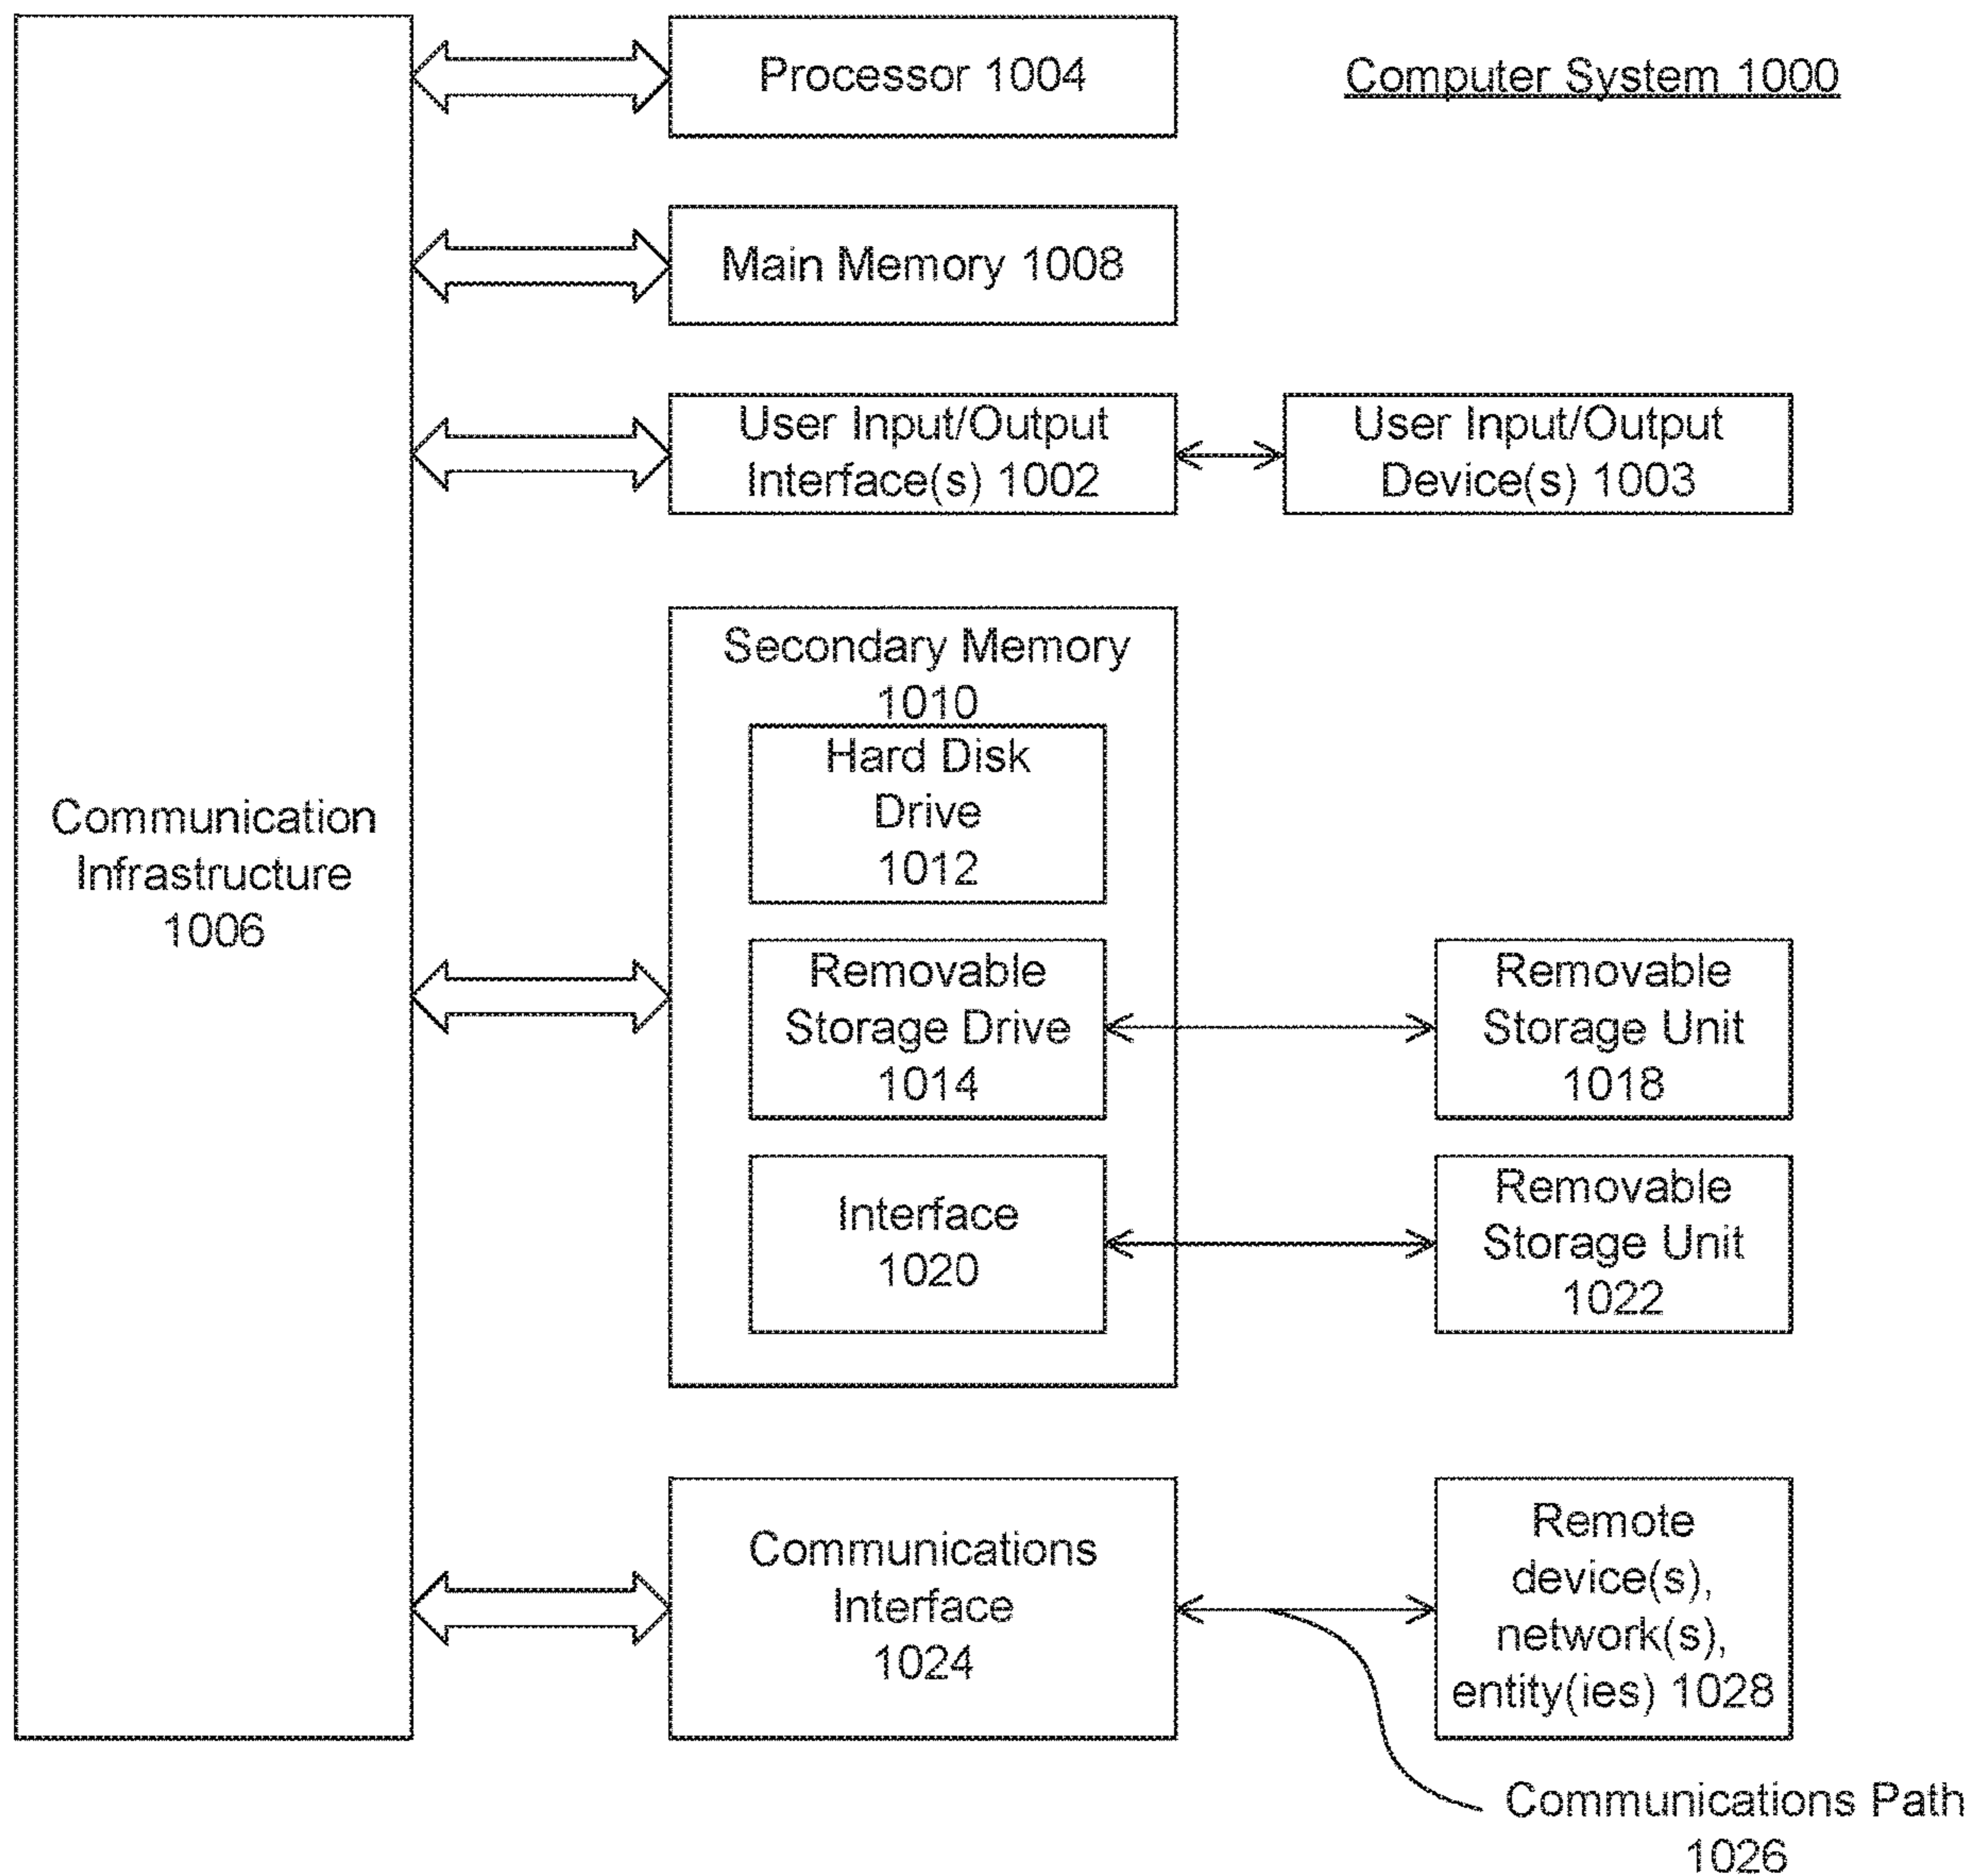 Processor 1004
Computer System 1000
Main Memory 1008
User Input/Output
Interface(s) 1002
User Input/Output
Device(s) 1003
Secondary Memory
1010
Hard Disk
Drive
1012
Communication
Infrastructure
1006
Removable
Storage Drive
1014
Removable
Storage Unit
1018
Interface
1020
Removable
Storage Unit
1022
Communications
Interface
1024
Remote
device(s),
network(s),
entity(ies) 1028
Communications Path
1026